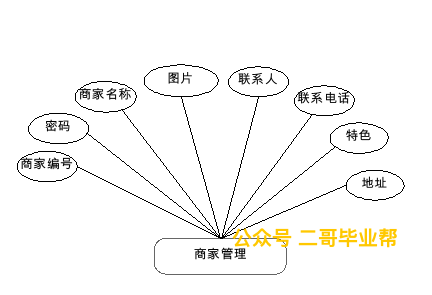 图片
联系人
商家名称
联系电话
密码
特色
商家编号
地址
公众号 二哥毕业帮
商家管理